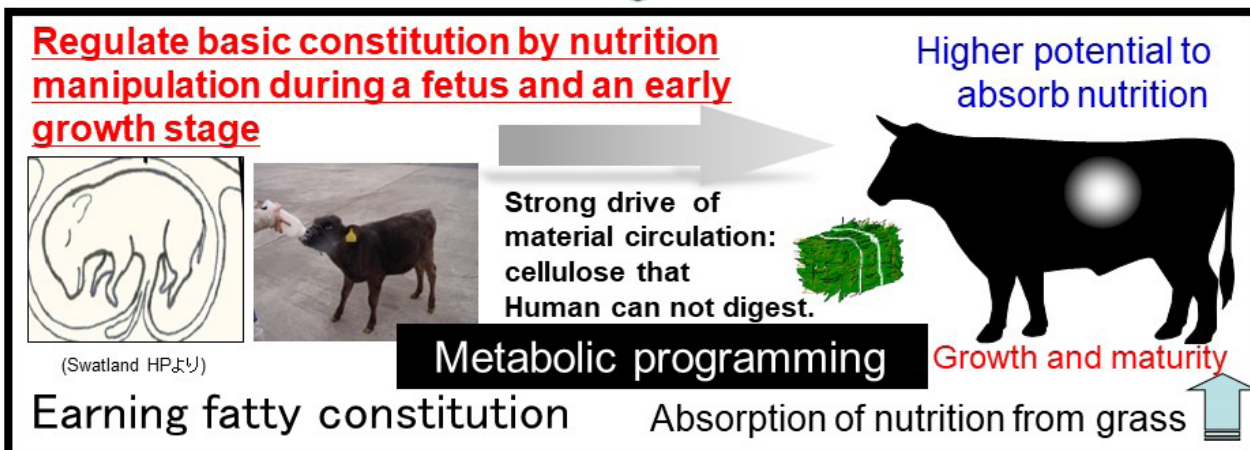 Regulate basic constitution by nutrition
manipulation during a fetus and an early
growth stage
Higher potential to
absorb nutrition
Strong drive of
material circulation:
cellulose that
Human can not digest.
(Swatland HPより)
Metabolic programming
Growth and maturity
Earning fatty constitution
Absorption of nutrition from grass